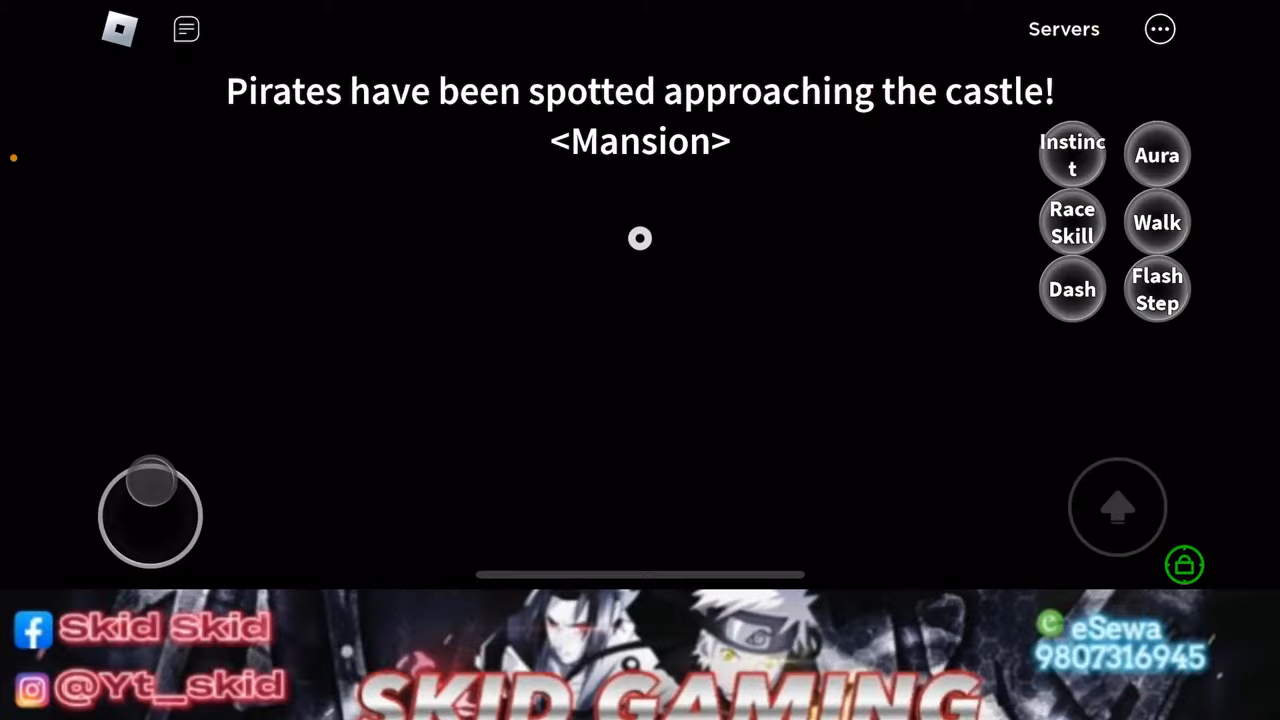 Servers
Pirates have been spotted approaching the castle!
<Mansion>
Instinc
t
Aura
Race
Skill
Walk
Dash
Flash
Step
Skid Skid
@Yt_skid
SKID GAMING
eSewa
9807316945